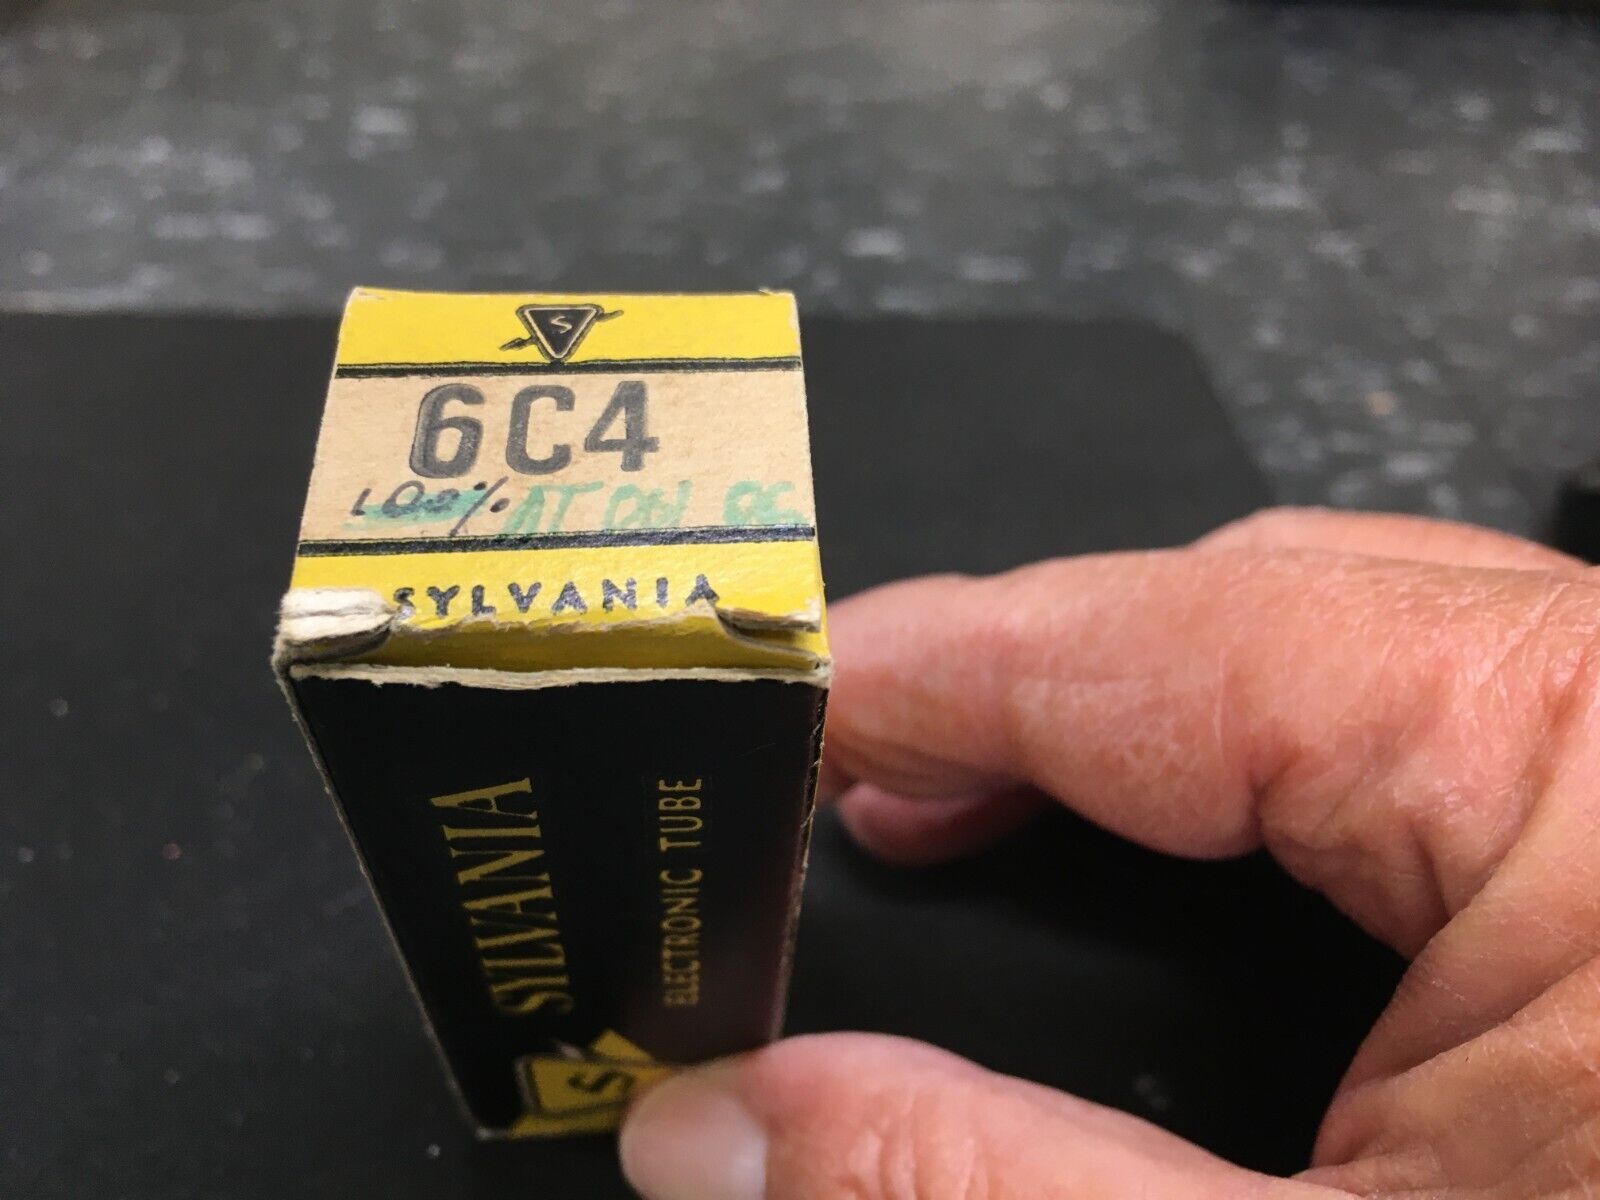 S
6C4
100%
SYLVANIA
SYLVANIA
ELECTRONIC TUBE
S